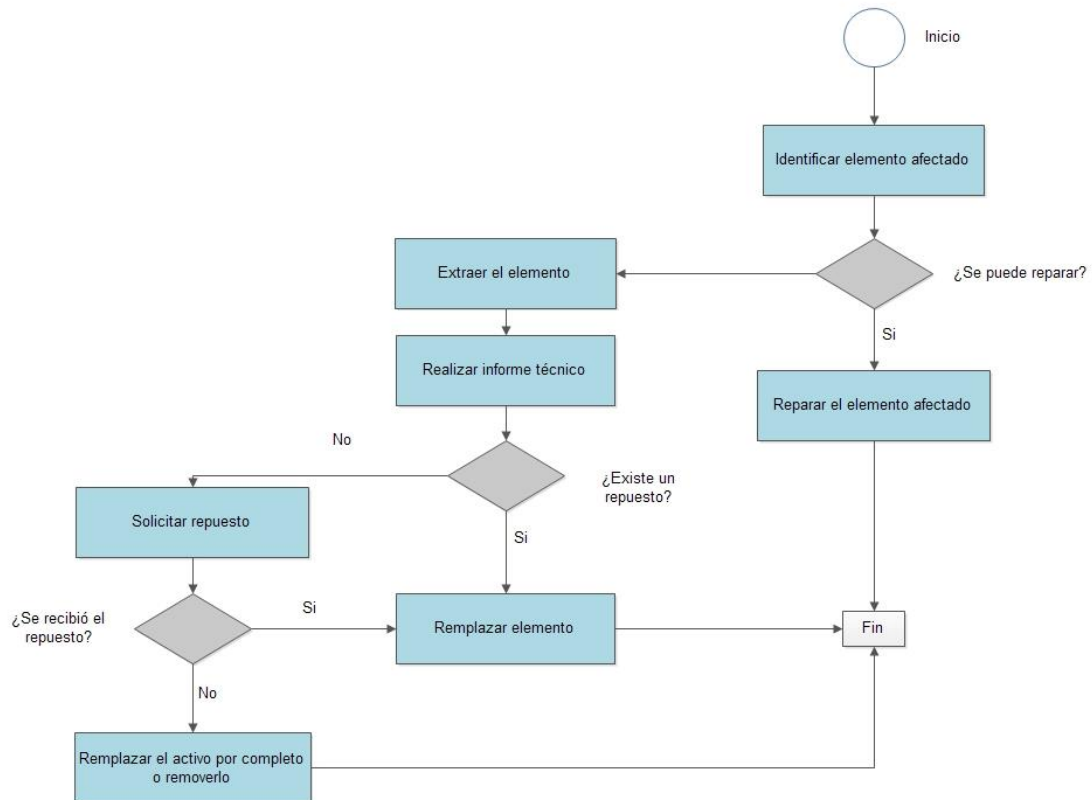 Inicio
Identificar elemento afectado
¿Se puede reparar?
Extraer el elemento
Si
Realizar informe técnico
Reparar el elemento afectado
No
¿Existe un
repuesto?
Solicitar repuesto
Si
¿Se recibió el
repuesto?
Si
Remplazar elemento
Fin
No
Remplazar el activo por completo
o removerlo